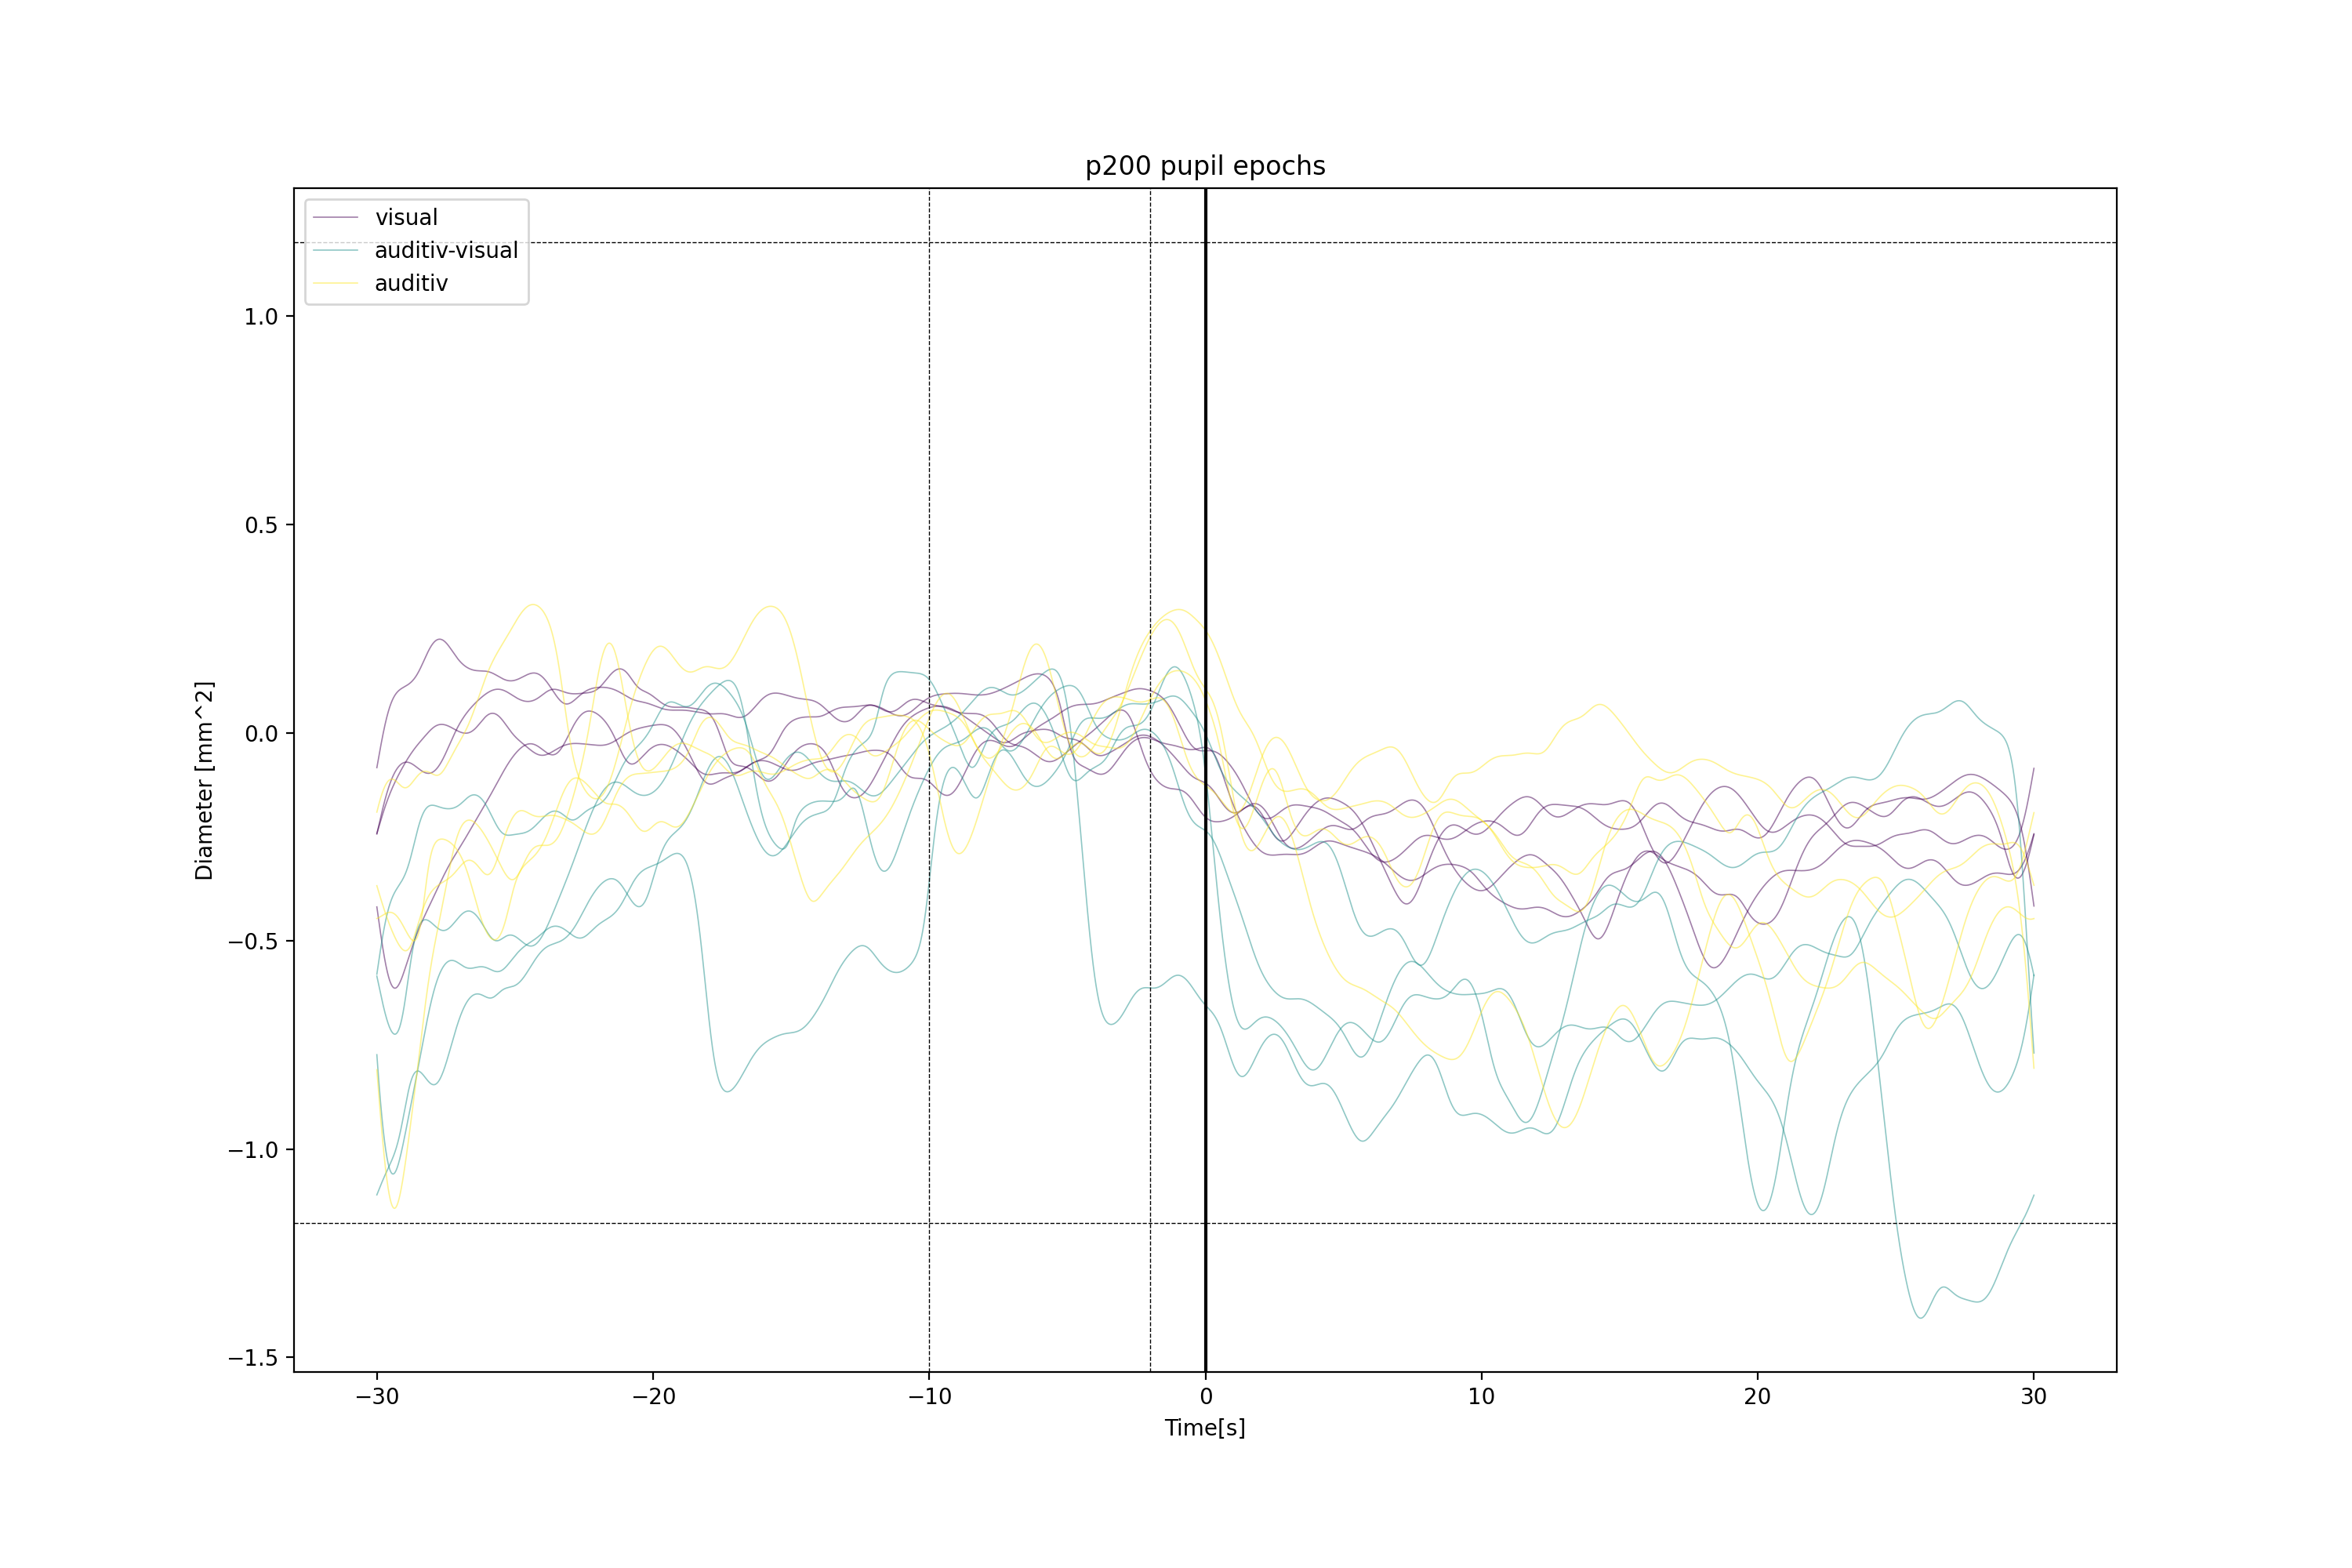 p200 pupil epochs
visual
auditiv-visual
auditiv
1.0
0.5
0.0
−0.5
−1.0
−1.5
Diameter [mm^2]
−30
−20
−10
0
10
20
30
Time[s]